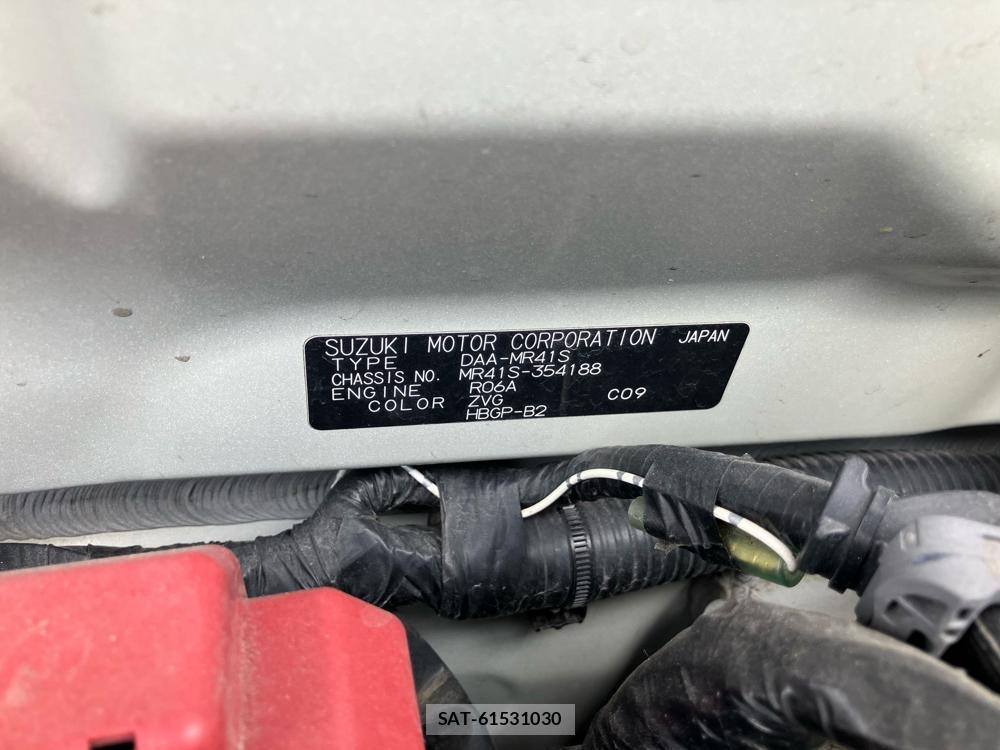 SUZUKI MOTOR CORPORATION JAPAN
TYPE DAA-MR41S
CHASSIS NO. MR41S-354188
ENGINE R06A
COLOR ZVG C09
HBGP-B2
SAT-61531030